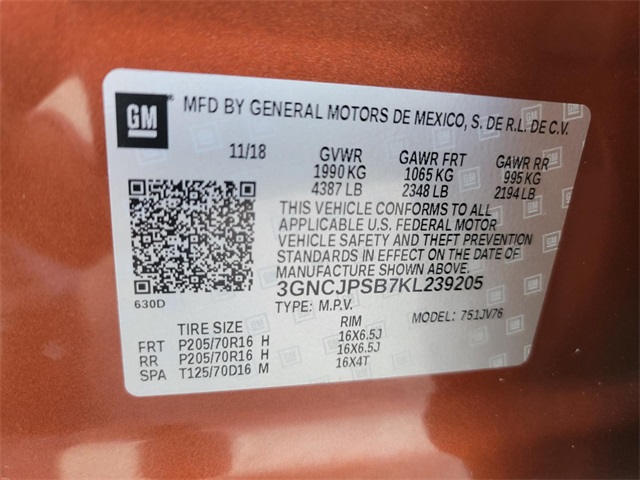 GM
MFD BY GENERAL MOTORS DE MEXICO, S. DE R.L. DE C.V.
11/18 GVWR GAWR FRT GAWR RR
1990 KG 1065 KG 995 KG
4387 LB 2348 LB 2194 LB
THIS VEHICLE CONFORMS TO ALL
APPLICABLE U.S. FEDERAL MOTOR
VEHICLE SAFETY AND THEFT PREVENTION
STANDARDS IN EFFECT ON THE DATE OF
MANUFACTURE SHOWN ABOVE.
630D
3GNCJPSB7KL239205
TYPE: M.P.V. MODEL: 751JV76
TIRE SIZE RIM
FRT P205/70R16 H 16X6.5J
RR P205/70R16 H 16X6.5J
SPA T125/70D16 M 16X4T